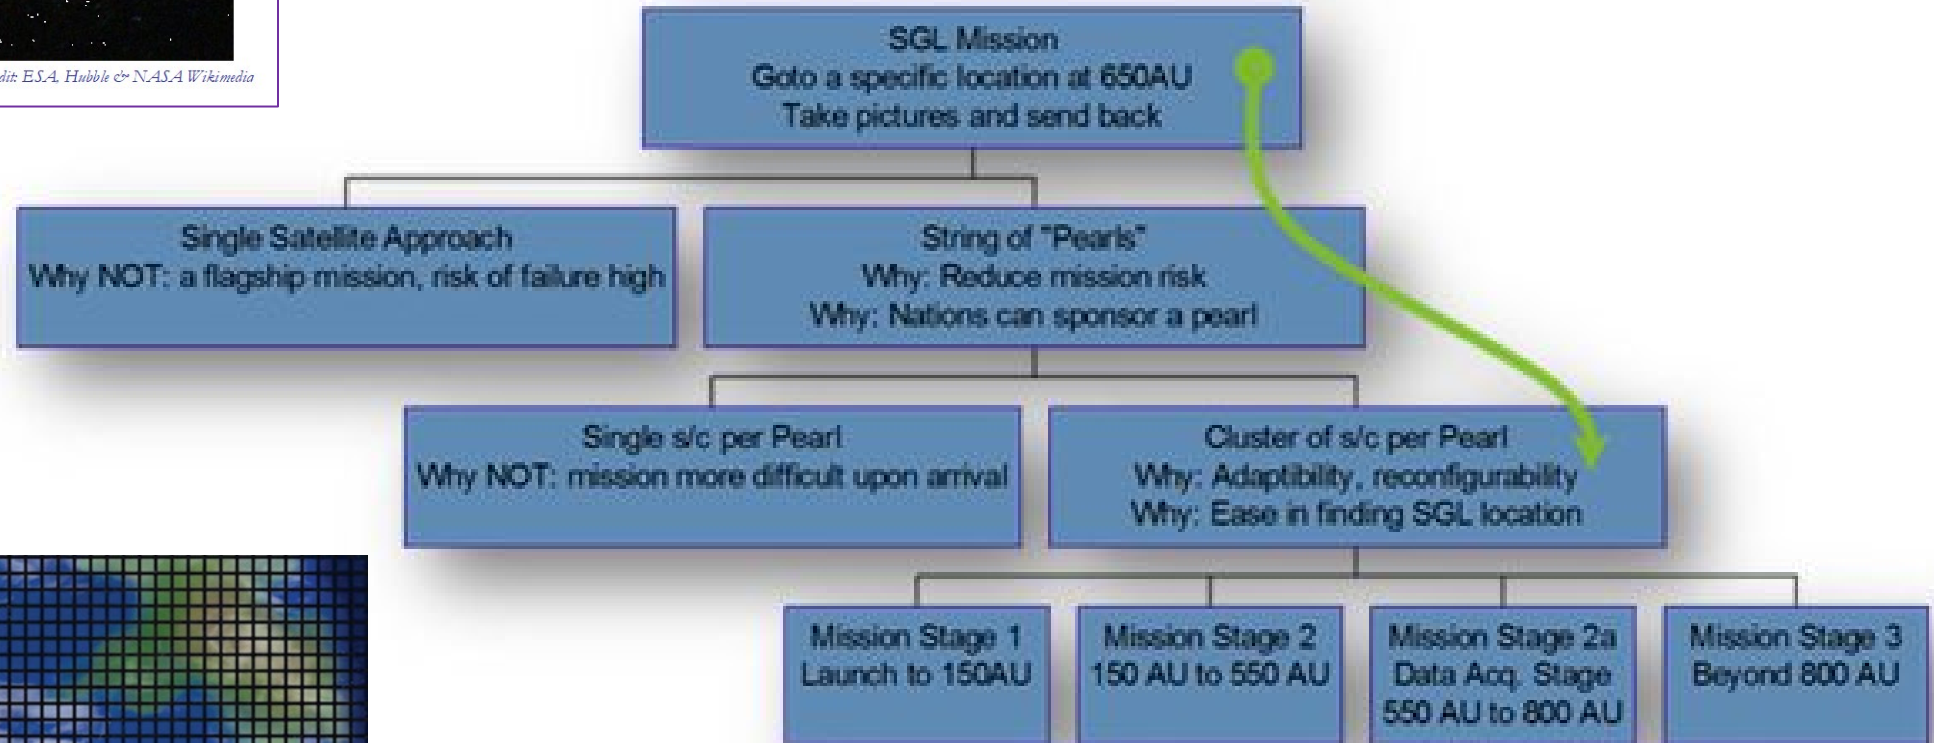 dit: ESA, Hubble & NASA Wikimedia
SGL Mission
Goto a specific location at 650AU
Take pictures and send back
Single Satellite Approach
Why NOT: a flagship mission, risk of failure high
String of "Pearls"
Why: Reduce mission risk
Why: Nations can sponsor a pearl
Single s/c per Pearl
Why NOT: mission more difficult upon arrival
Cluster of s/c per Pearl
Why: Adaptibility, reconfigurability
Why: Ease in finding SGL location
Mission Stage 1
Launch to 150AU
Mission Stage 2
150 AU to 550 AU
Mission Stage 2a
Data Acq. Stage
550 AU to 800 AU
Mission Stage 3
Beyond 800 AU